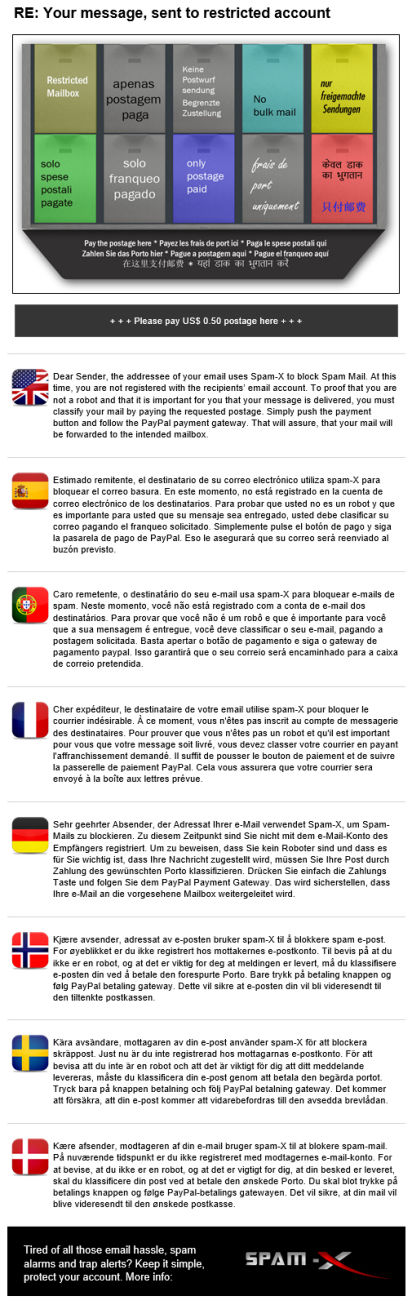 RE: Your message, sent to restricted account
Restricted
Mailbox
apenas
postagem
paga
Keine
Postwurf
sendung
Begrenzte
Zustellung
No
bulk mail
nur
freigemachte
Sendungen
solo
spese
postali
pagate
solo
franqueo
pagado
only
postage
paid
frais de
port
uniquement
केवल डाक
का भुगतान
只付邮费
Pay the postage here * Payez les frais de port ici * Paga le spese postali qui
Zahlen Sie das Porto hier * Pague a postagem aqui * Pague el franqueo aquí
在这里支付邮费 * यहां डाक का भुगतान करें
+ + + Please pay US$ 0.50 postage here + + +
Dear Sender, the addressee of your email uses Spam-X to block Spam Mail. At this
time, you are not registered with the recipients' email account. To proof that you are
not a robot and that it is important for you that your message is delivered, you must
classify your mail by paying the requested postage. Simply push the payment
button and follow the PayPal payment gateway. That will assure, that your mail will
be forwarded to the intended mailbox.
Estimado remitente, el destinatario de su correo electrónico utiliza spam-X para
bloquear el correo basura. En este momento, no está registrado en la cuenta de
correo electrónico de los destinatarios. Para probar que usted no es un robot y que
es importante para usted que su mensaje sea entregado, usted debe clasificar su
correo pagando el franqueo solicitado. Simplemente pulse el botón de pago y siga
la pasarela de pago de PayPal. Eso le asegurará que su correo será reenviado al
buzón previsto.
Caro remetente, o destinatário do seu e-mail usa spam-X para bloquear e-mails de
spam. Neste momento, você não está registrado com a conta de e-mail dos
destinatários. Para provar que você não é um robô e que é importante para você
que a sua mensagem é entregue, você deve classificar o seu e-mail, pagando a
postagem solicitada. Basta apertar o botão de pagamento e siga o gateway de
pagamento paypal. Isso garantirá que o seu correio será encaminhado para a caixa
de correio pretendida.
Cher expéditeur, le destinataire de votre email utilise spam-X pour bloquer le
courrier indésirable. À ce moment, vous n'êtes pas inscrit au compte de messagerie
des destinataires. Pour prouver que vous n'êtes pas un robot et qu'il est important
pour vous que votre message soit livré, vous devez classer votre courrier en payant
l'affranchissement demandé. Il suffit de pousser le bouton de paiement et de suivre
la passerelle de paiement PayPal. Cela vous assurera que votre courrier sera
envoyé à la boîte aux lettres prévue.
Sehr geehrter Absender, der Adressat Ihrer e-Mail verwendet Spam-X, um Spam-
Mails zu blockieren. Zu diesem Zeitpunkt sind Sie nicht mit dem e-Mail-Konto des
Empfängers registriert. Um zu beweisen, dass Sie kein Roboter sind und dass es
für Sie wichtig ist, dass Ihre Nachricht zugestellt wird, müssen Sie Ihre Post durch
Zahlung des gewünschten Porto klassifizieren. Drücken Sie einfach die Zahlungs
Taste und folgen Sie dem PayPal Payment Gateway. Das wird sicherstellen, dass
Ihre e-Mail an die vorgesehene Mailbox weitergeleitet wird.
Kjære avsender, adressat av e-posten bruker spam-X til å blokkere spam e-post.
For øyeblikket er du ikke registrert hos mottakernes e-postkonto. Til bevis på at du
ikke er en robot, og at det er viktig for deg at meldingen er levert, må du klassifisere
e-posten din ved å betale den forespurte Porto. Bare trykk på betaling knappen og
følg PayPal betaling gateway. Dette vil sikre at e-posten din vil bli videresendt til
den tiltenkte postkassen.
Kära avsändare, mottagaren av din e-post använder spam-X för att blockera
skräppost. Just nu är du inte registrerad hos mottagarnas e-postkonto. För att
bevisa att du inte är en robot och att det är viktigt för dig att ditt meddelande
levereras, måste du klassificera din e-post genom att betala den begärda portot.
Tryck bara på knappen betalning och följ PayPal betalning gateway. Det kommer
att försäkra, att din e-post kommer att vidarebefordras till den avsedda brevlådan.
Kære afsender, modtageren af din e-mail bruger spam-X til at blokere spam-mail.
På nuværende tidspunkt er du ikke registreret med modtagernes e-mail-konto. For
at bevise, at du ikke er en robot, og at det er vigtigt for dig, at din besked er leveret,
skal du klassificere din post ved at betale den ønskede Porto. Du skal blot trykke på
betalings knappen og følge PayPal-betalings gatewayen. Det vil sikre, at din mail vil
blive videresendt til den ønskede postkasse.
Tired of all those email hassle, spam
alarms and trap alerts? Keep it simple,
protect your account. More info:
SPAM-X